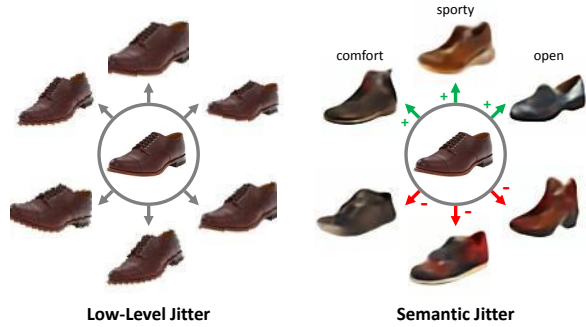 sporty
comfort
open
+
+
+
-
-
-
Low-Level Jitter
Semantic Jitter